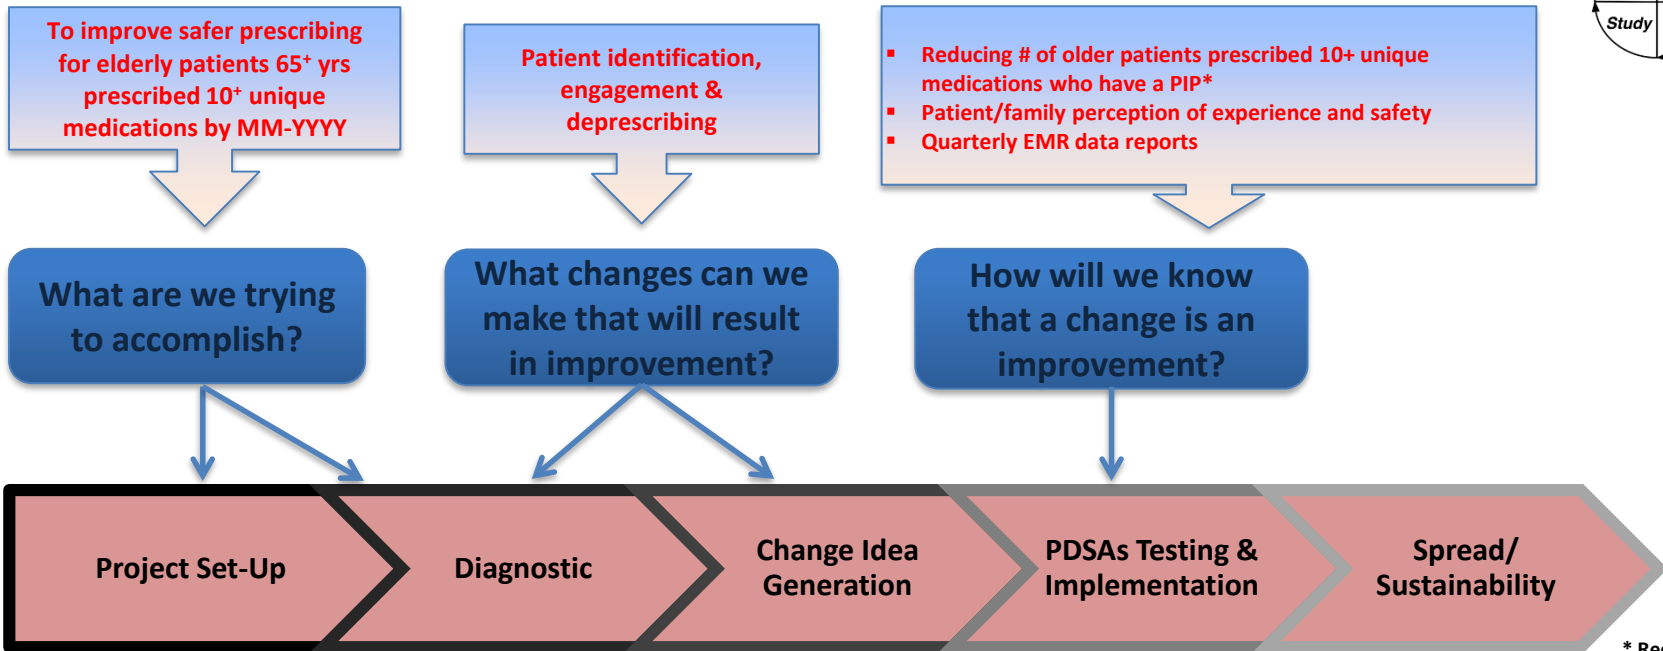 To improve safer prescribing
for elderly patients 65+ yrs
prescribed 10+ unique
medications by MM-YYYY
Patient identification,
engagement &
deprescribing
▪ Reducing # of older patients prescribed 10+ unique
medications who have a PIP*
▪ Patient/family perception of experience and safety
▪ Quarterly EMR data reports
Study
What are we trying
to accomplish?
What changes can we
make that will result
in improvement?
How will we know
that a change is an
improvement?
Project Set-Up
Diagnostic
Change Idea
Generation
PDSAs Testing &
Implementation
Spread/
Sustainability
*